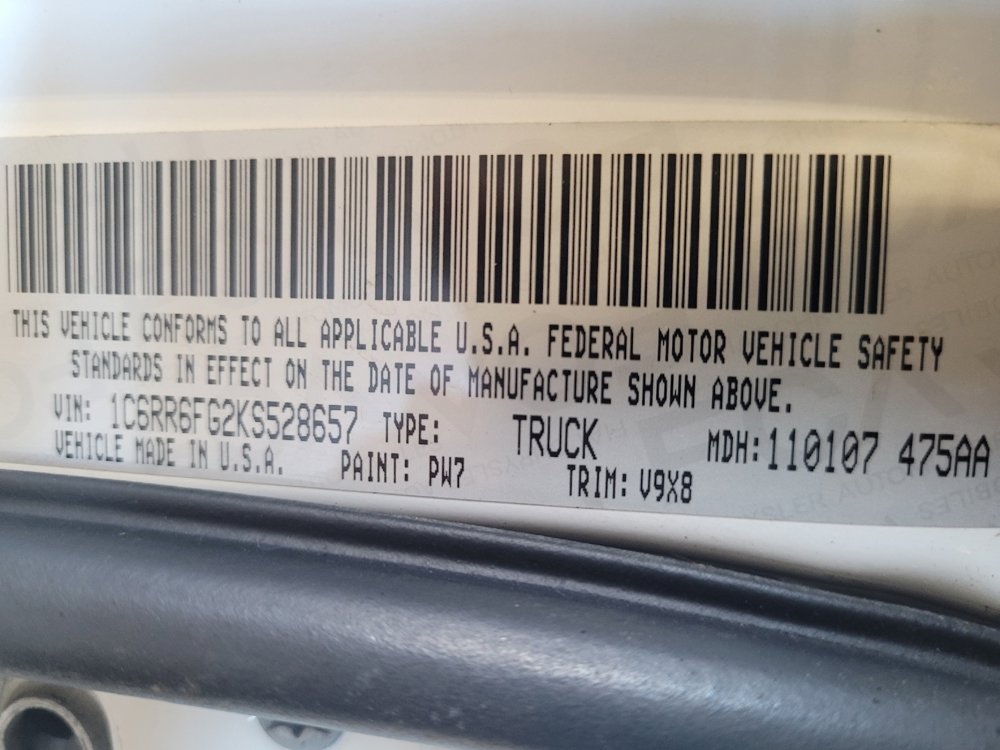 THIS VEHICLE CONFORMS TO ALL APPLICABLE U.S.A. FEDERAL MOTOR VEHICLE SAFETY
STANDARDS IN EFFECT ON THE DATE OF MANUFACTURE SHOWN ABOVE.
VIN: 1C6RR6FG2KS528657 TYPE: TRUCK MDH:110107 475AA
VEHICLE MADE IN U.S.A. PAINT: PW7 TRIM: V9X8